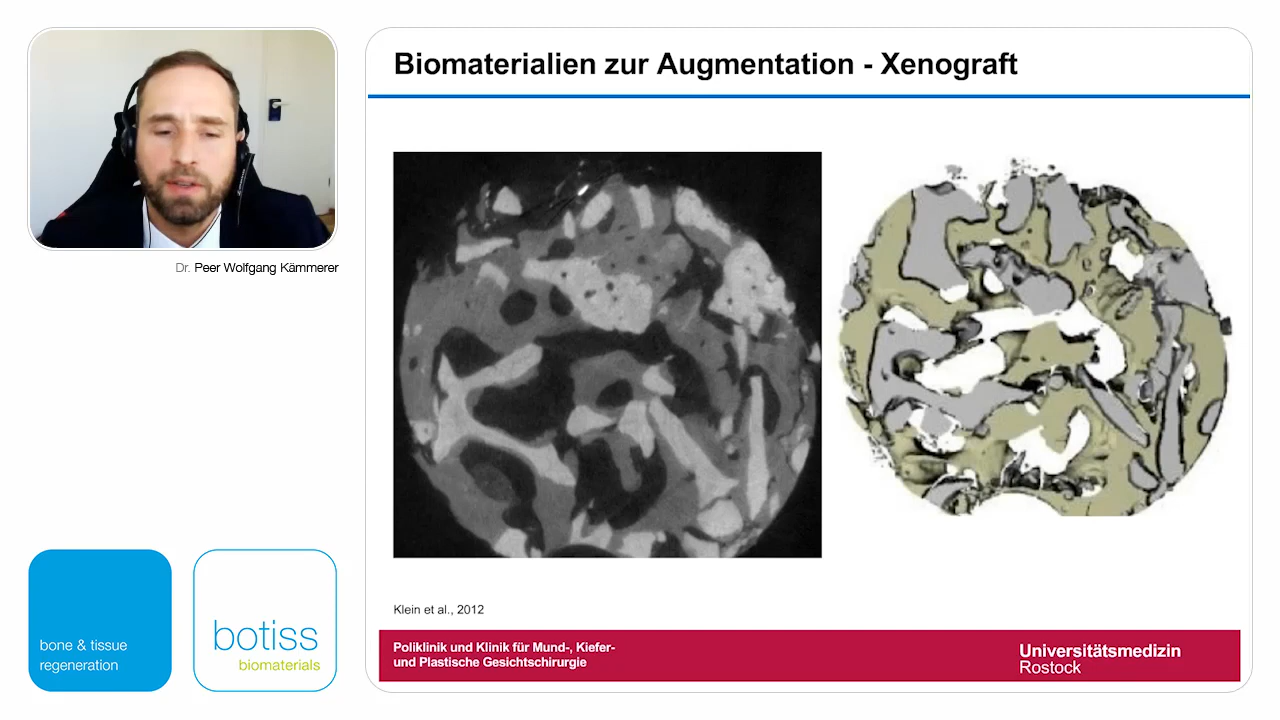 Biomaterialien zur Augmentation - Xenograft
Dr. Peer Wolfgang Kämmerer
bone & tissue
regeneration
botiss
biomaterials
Klein et al., 2012
Poliklinik und Klinik für Mund-, Kiefer-
und Plastische Gesichtschirurgie
Universitätsmedizin
Rostock